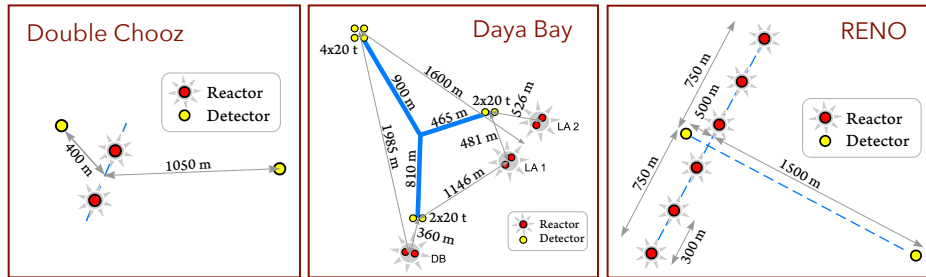 Double Chooz
Reactor
Detector
400 m
1050 m
Daya Bay
4x20 t
900 m
1600 m
2x20 t
526 m
465 m
LA 2
481 m
1985 m
810 m
LA 1
1146 m
2x20 t
360 m
DB
Reactor
Detector
RENO
750 m
500 m
Reactor
Detector
750 m
1500 m
300 m